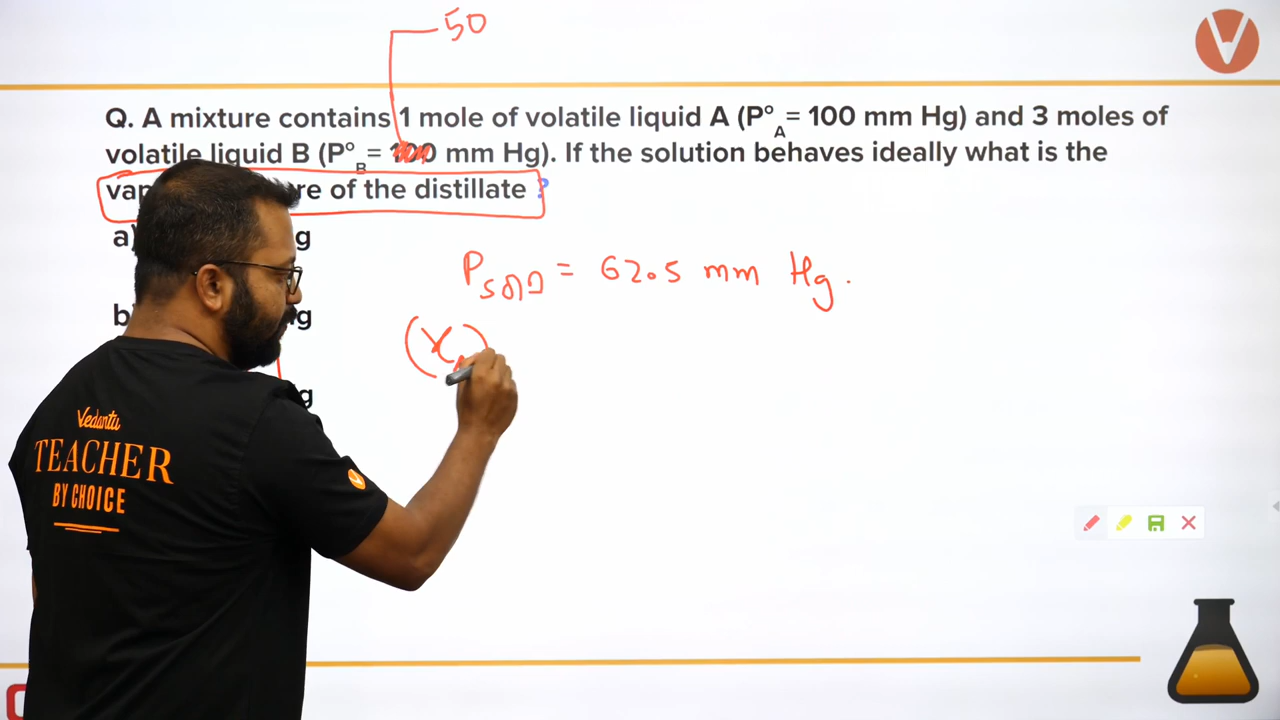 50
Q. A mixture contains 1 mole of volatile liquid A (P°A = 100 mm Hg) and 3 moles of
volatile liquid B (P°B = 100 mm Hg). If the solution behaves ideally what is the
of the distillate ?
a)
g
Psoln = 62.5 mm Hg.
g
(X
g
Vedantu
TEACHER
BY CHOICE